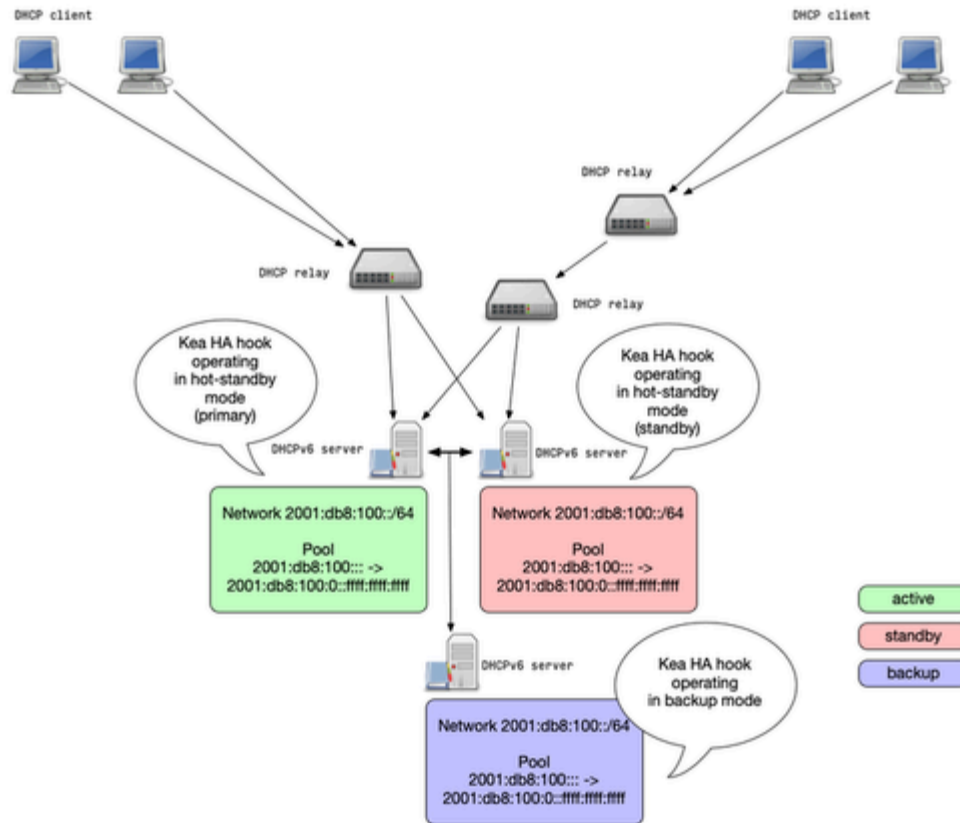 DHCP client
DHCP client
DHCP relay
DHCP relay
DHCP relay
Kea HA hook
operating
in hot-standby
mode
(primary)
Kea HA hook
operating
in hot-standby
mode
(standby)
DHCPv6 server
DHCPv6 server
Network 2001:db8:100::/64
Pool
2001:db8:100::: ->
2001:db8:100:0::ffff:ffff:ffff
Network 2001:db8:100::/64
Pool
2001:db8:100::: ->
2001:db8:100:0::ffff:ffff:ffff
active
standby
backup
DHCPv6 server
Kea HA hook
operating
in backup mode
Network 2001:db8:100::/64
Pool
2001:db8:100::: ->
2001:db8:100:0::ffff:ffff:ffff